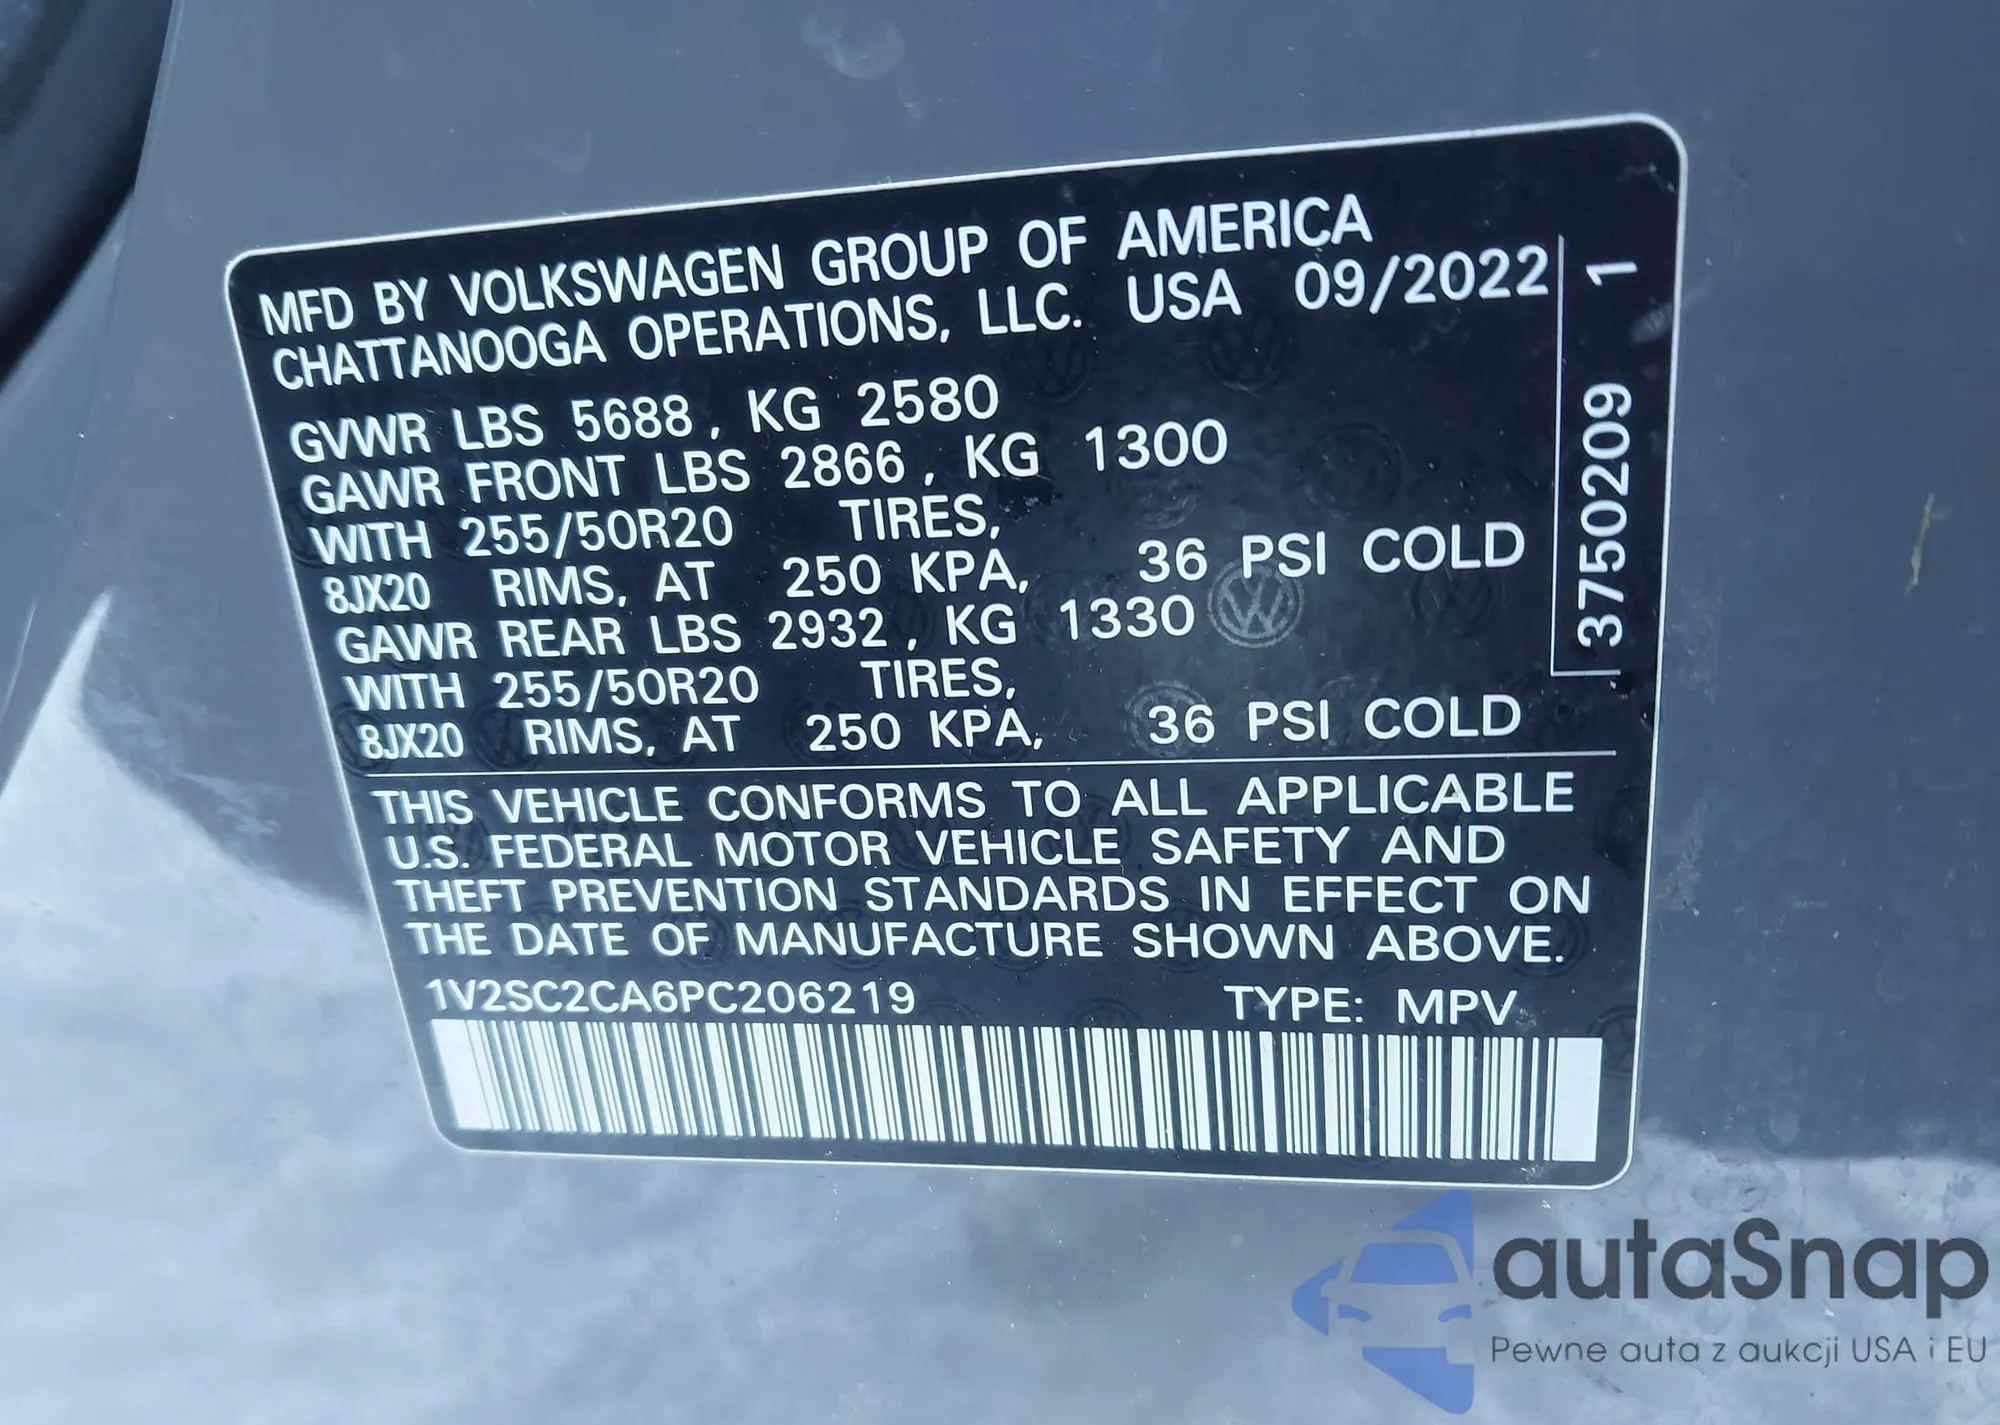 MFD BY VOLKSWAGEN GROUP OF AMERICA
CHATTANOOGA OPERATIONS, LLC. USA 09/2022
GVWR LBS 5688, KG 2580
GAWR FRONT LBS 2866, KG 1300
WITH 255/50R20 TIRES,
8JX20 RIMS, AT 250 KPA, 36 PSI COLD
GAWR REAR LBS 2932, KG 1330
WITH 255/50R20 TIRES,
8JX20 RIMS, AT 250 KPA, 36 PSI COLD
3750209 1
THIS VEHICLE CONFORMS TO ALL APPLICABLE
U.S. FEDERAL MOTOR VEHICLE SAFETY AND
THEFT PREVENTION STANDARDS IN EFFECT ON
THE DATE OF MANUFACTURE SHOWN ABOVE.
1V2SC2CA6PC206219 TYPE: MPV
autaSnap
Pewne auta z aukcji USA i EU